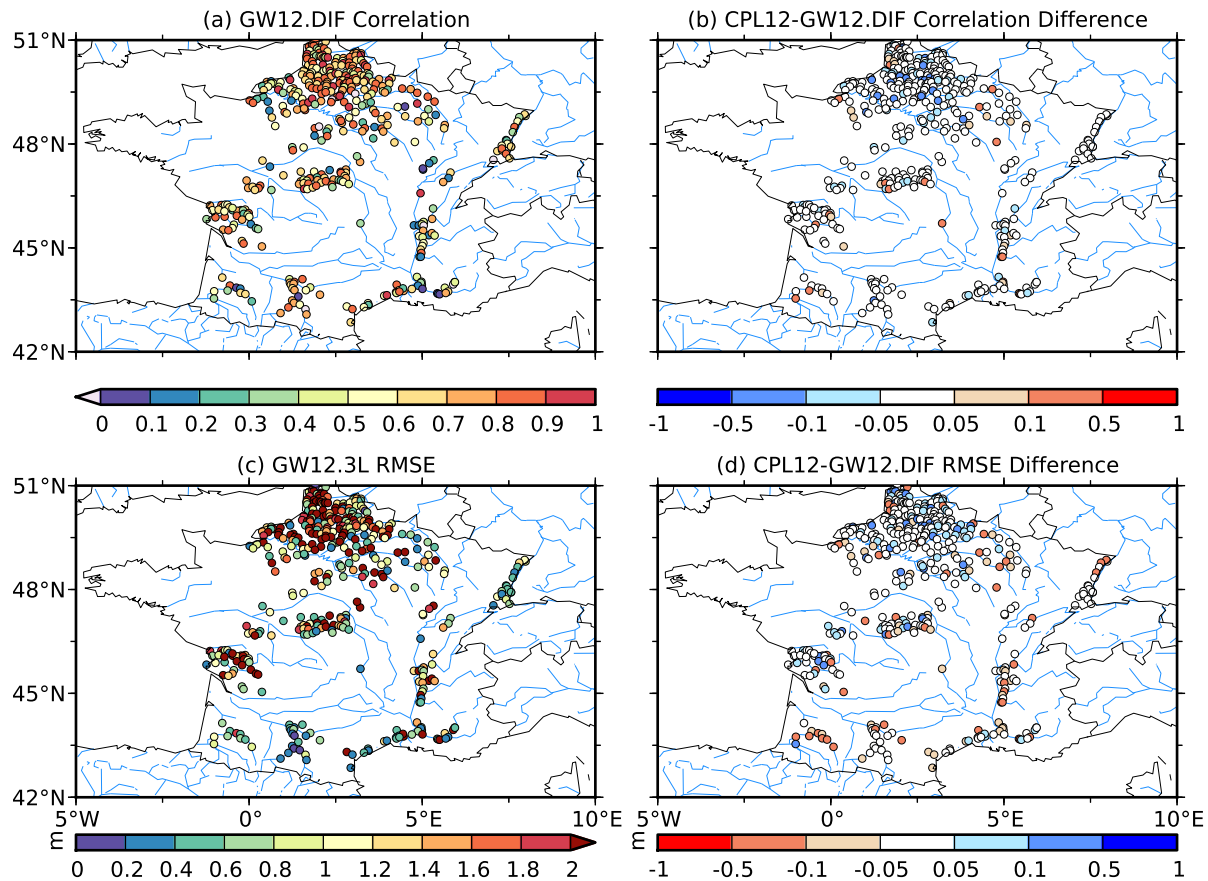 (a) GW12.DIF Correlation
(b) CPL12-GW12.DIF Correlation Difference
51°N
48°N
45°N
42°N
0 0.1 0.2 0.3 0.4 0.5 0.6 0.7 0.8 0.9 1
-1 -0.5 -0.1 -0.05 0.05 0.1 0.5 1
(c) GW12.3L RMSE
(d) CPL12-GW12.DIF RMSE Difference
51°N
48°N
45°N
42°N
5°W 0° 5°E 10°E
5°W 0° 5°E 10°E
m
0 0.2 0.4 0.6 0.8 1 1.2 1.4 1.6 1.8 2
m
-1 -0.5 -0.1 -0.05 0.05 0.1 0.5 1